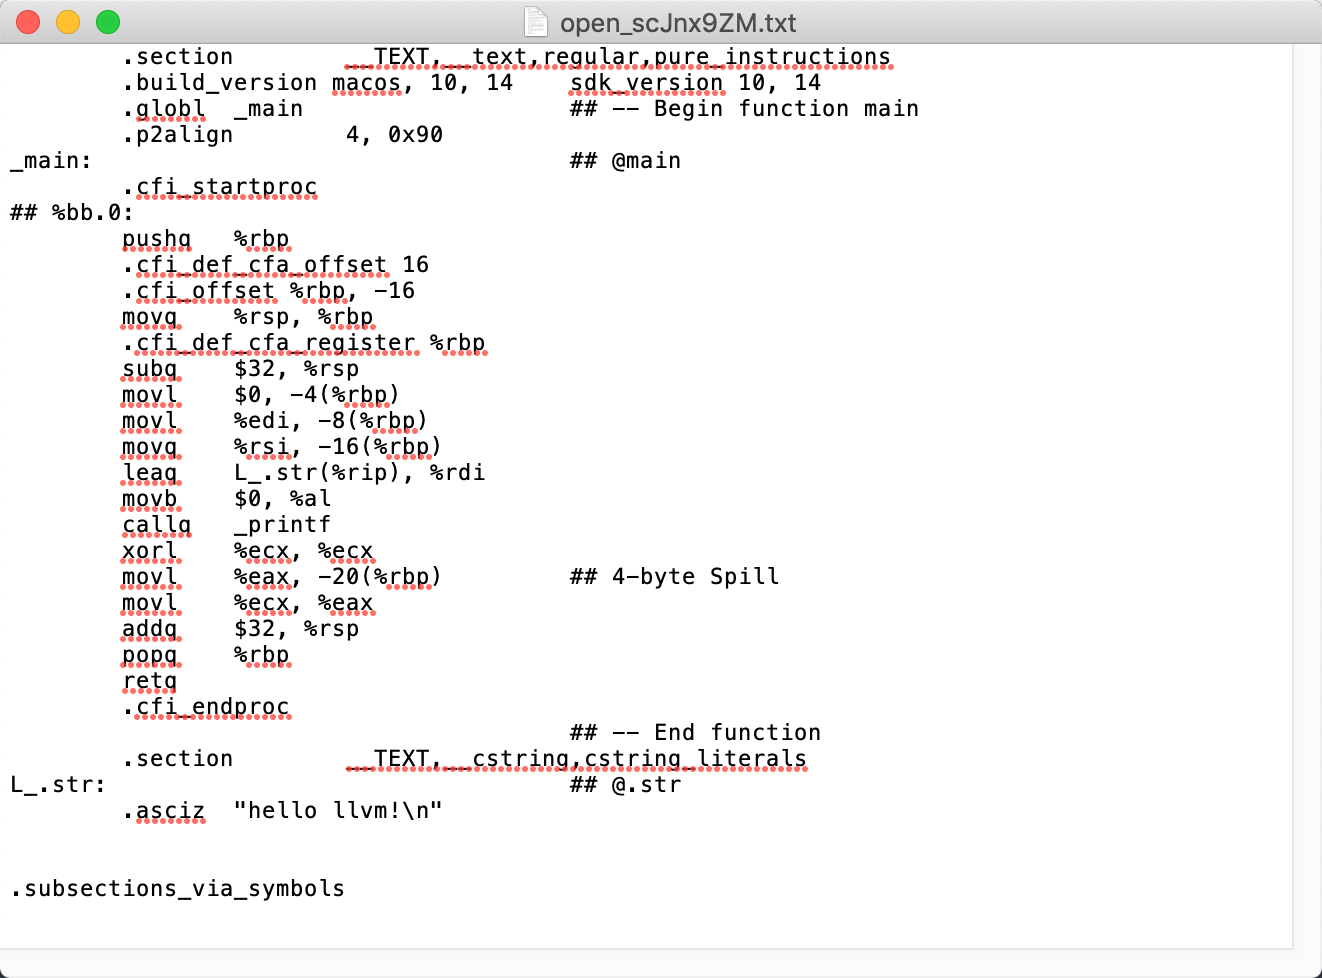 open_scJnx9ZM.txt
.section __TEXT,__text,regular,pure_instructions
.build_version macos, 10, 14 sdk_version 10, 14
.globl _main ## -- Begin function main
.p2align 4, 0x90
_main: ## @main
.cfi_startproc
## %bb.0:
pushq %rbp
.cfi_def_cfa_offset 16
.cfi_offset %rbp, -16
movq %rsp, %rbp
.cfi_def_cfa_register %rbp
subq $32, %rsp
movl $0, -4(%rbp)
movl %edi, -8(%rbp)
movq %rsi, -16(%rbp)
leaq L_.str(%rip), %rdi
movb $0, %al
callq _printf
xorl %ecx, %ecx
movl %eax, -20(%rbp) ## 4-byte Spill
movl %ecx, %eax
addq $32, %rsp
popq %rbp
retq
.cfi_endproc
## -- End function
.section __TEXT,__cstring,cstring_literals
L_.str: ## @.str
.asciz "hello llvm!\n"
.subsections_via_symbols